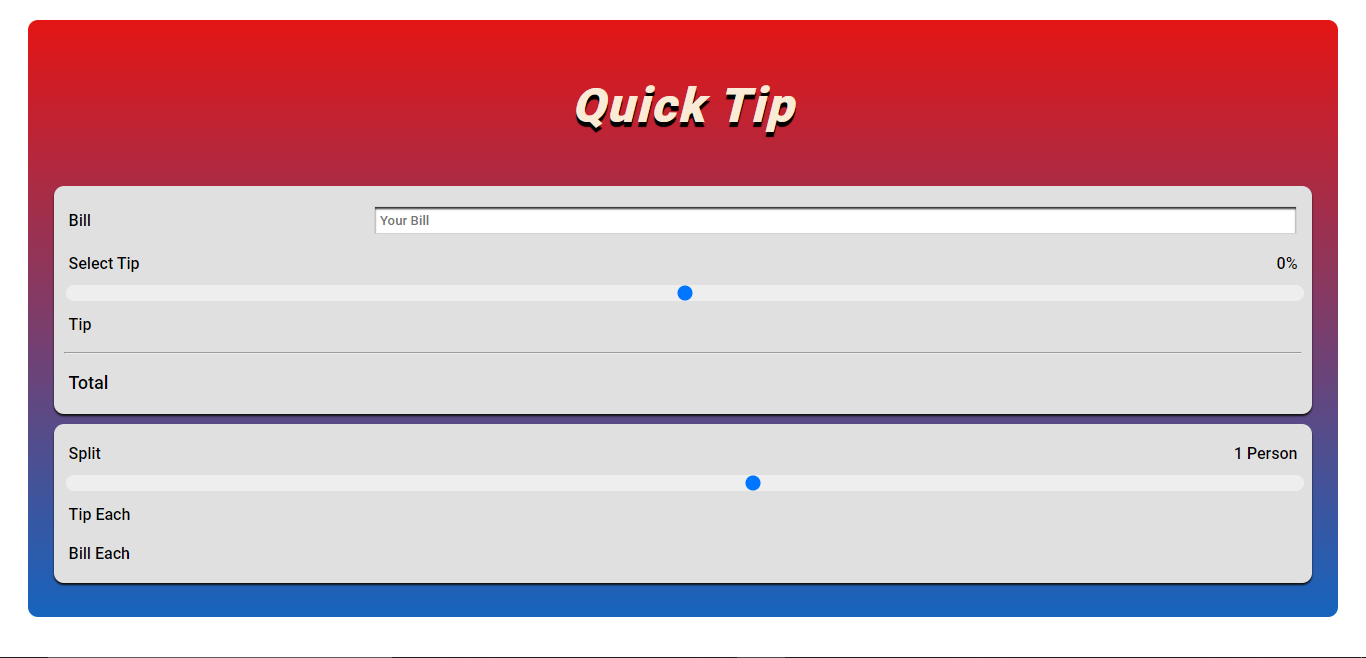 Quick Tip
Bill Your Bill
Select Tip 0%
Tip
Total
Split 1 Person
Tip Each
Bill Each